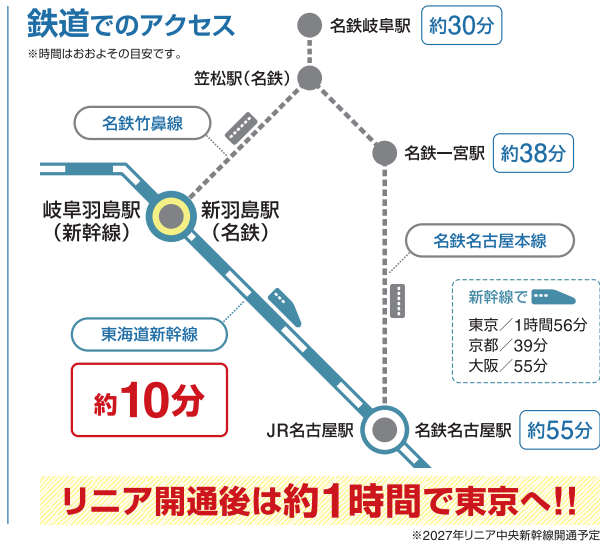 鉄道でのアクセス
※時間はおおよその目安です。
名鉄岐阜駅
約30分
笠松駅(名鉄)
名鉄竹鼻線
名鉄一宮駅
約38分
岐阜羽島駅
(新幹線)
新羽島駅
(名鉄)
名鉄名古屋本線
新幹線で
東京/1時間56分
京都/39分
大阪/55分
東海道新幹線
約10分
JR名古屋駅
名鉄名古屋駅
約55分
リニア開通後は約1時間で東京へ!!
※2027年リニア中央新幹線開通予定